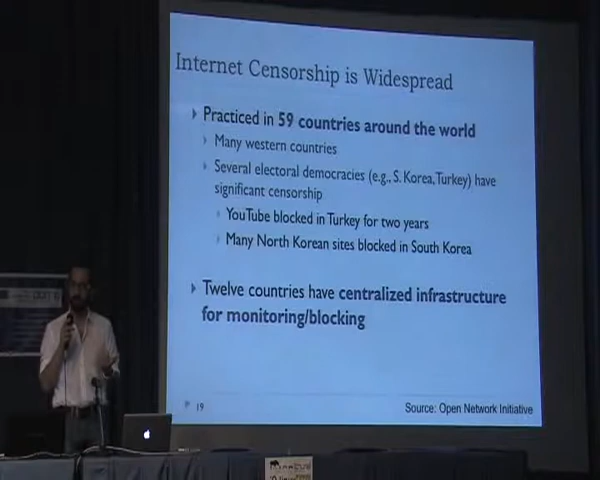 Internet Censorship is Widespread
Practiced in 59 countries around the world
Many western countries
Several electoral democracies (e.g., S. Korea, Turkey) have
significant censorship
YouTube blocked in Turkey for two years
Many North Korean sites blocked in South Korea
Twelve countries have centralized infrastructure
for monitoring/blocking
19
Source: Open Network Initiative